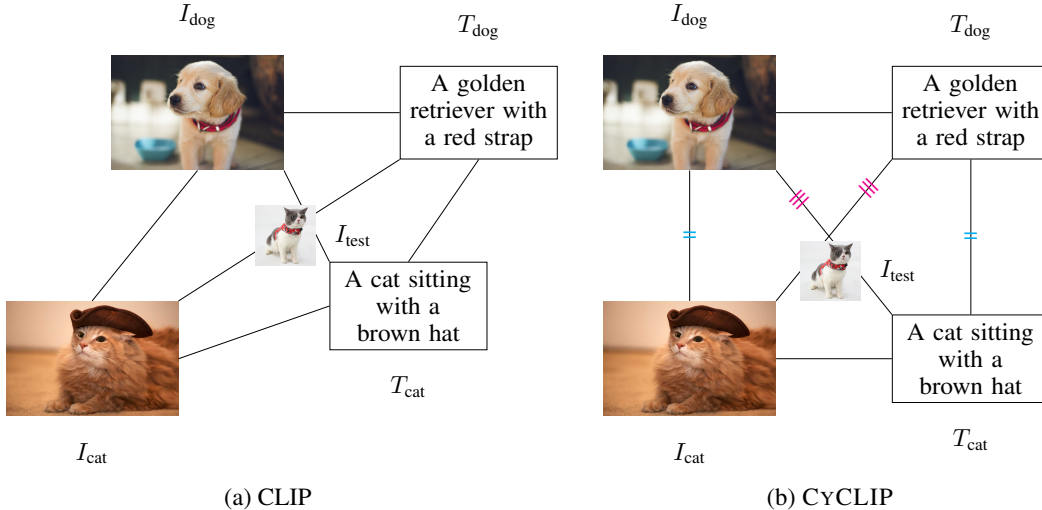 I_dog
T_dog
A golden
retriever with
a red strap
I_test
A cat sitting
with a
brown hat
T_cat
I_cat
(a) CLIP
I_dog
T_dog
A golden
retriever with
a red strap
I_test
A cat sitting
with a
brown hat
T_cat
I_cat
(b) CYCLIP